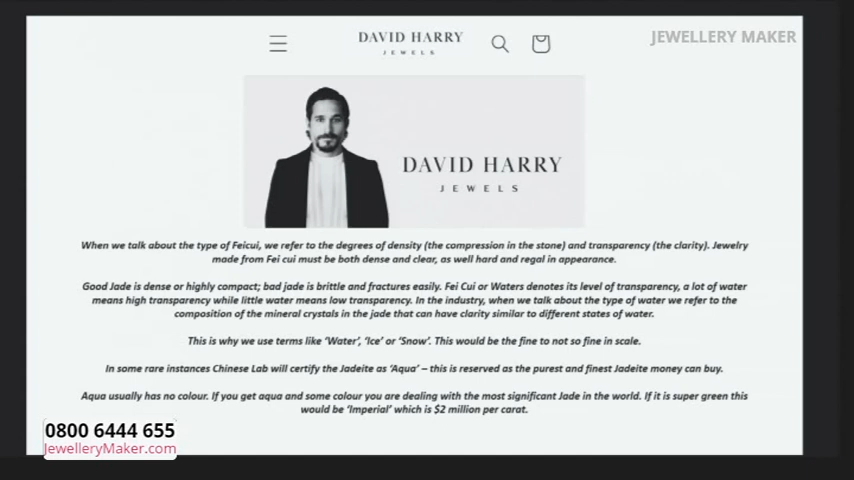 DAVID HARRY
JEWELS
JEWELLERY MAKER
DAVID HARRY
JEWELS
When we talk about the type of Feicui, we refer to the degrees of density (the compression in the stone) and transparency (the clarity). Jewelry
made from Fei cui must be both dense and clear, as well hard and regal in appearance.
Good Jade is dense or highly compact; bad jade is brittle and fractures easily. Fei Cui or Waters denotes its level of transparency, a lot of water
means high transparency while little water means low transparency. In the industry, when we talk about the type of water we refer to the
composition of the mineral crystals in the jade that can have clarity similar to different states of water.
This is why we use terms like ‘Water’, ‘Ice’ or ‘Snow’. This would be the fine to not so fine in scale.
In some rare instances Chinese Lab will certify the Jadeite as ‘Aqua’ – this is reserved as the purest and finest Jadeite money can buy.
Aqua usually has no colour. If you get aqua and some colour you are dealing with the most significant Jade in the world. If it is super green this
would be ‘Imperial’ which is $2 million per carat.
0800 6444 655
JewelleryMaker.com